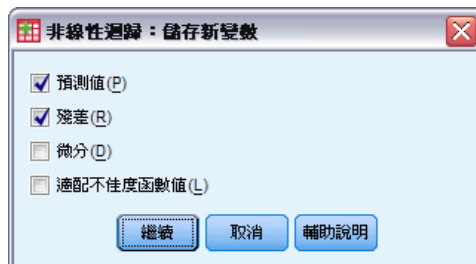 非線性迴歸：儲存新變數
預測值(P)
殘差(R)
微分(D)
適配不佳度函數值(L)
繼續 取消 輔助說明